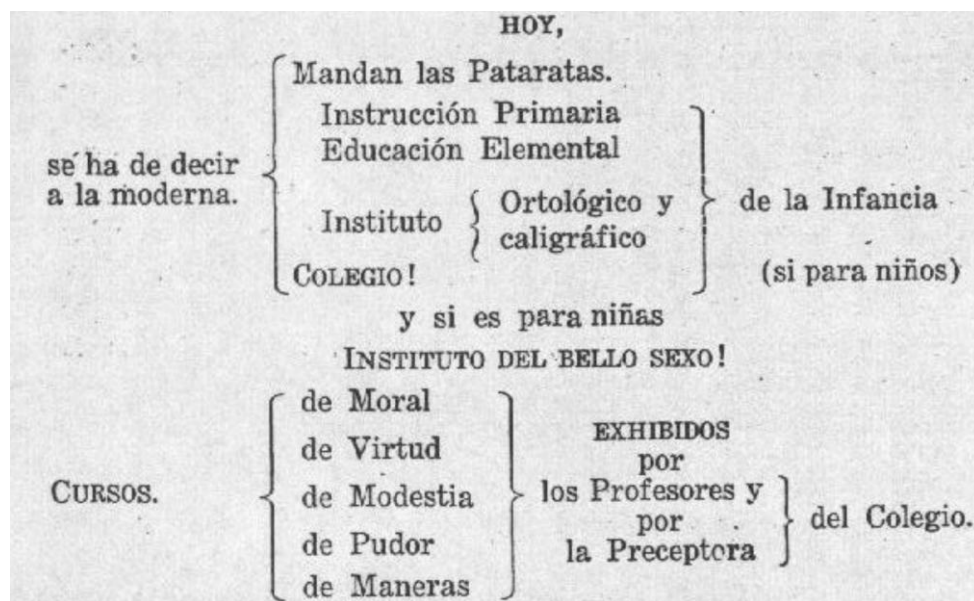 HOY,
Mandan las Pataratas.
Instrucción Primaria
Educación Elemental
se ha de decir
a la moderna.
Instituto
Ortológico y
caligráfico
de la Infancia
COLEGIO!
(si para niños)
y si es para niñas
INSTITUTO DEL BELLO SEXO!
CURSOS.
de Moral
de Virtud
de Modestia
de Pudor
de Maneras
EXHIBIDOS
por
los Profesores y
por
la Preceptora
del Colegio.